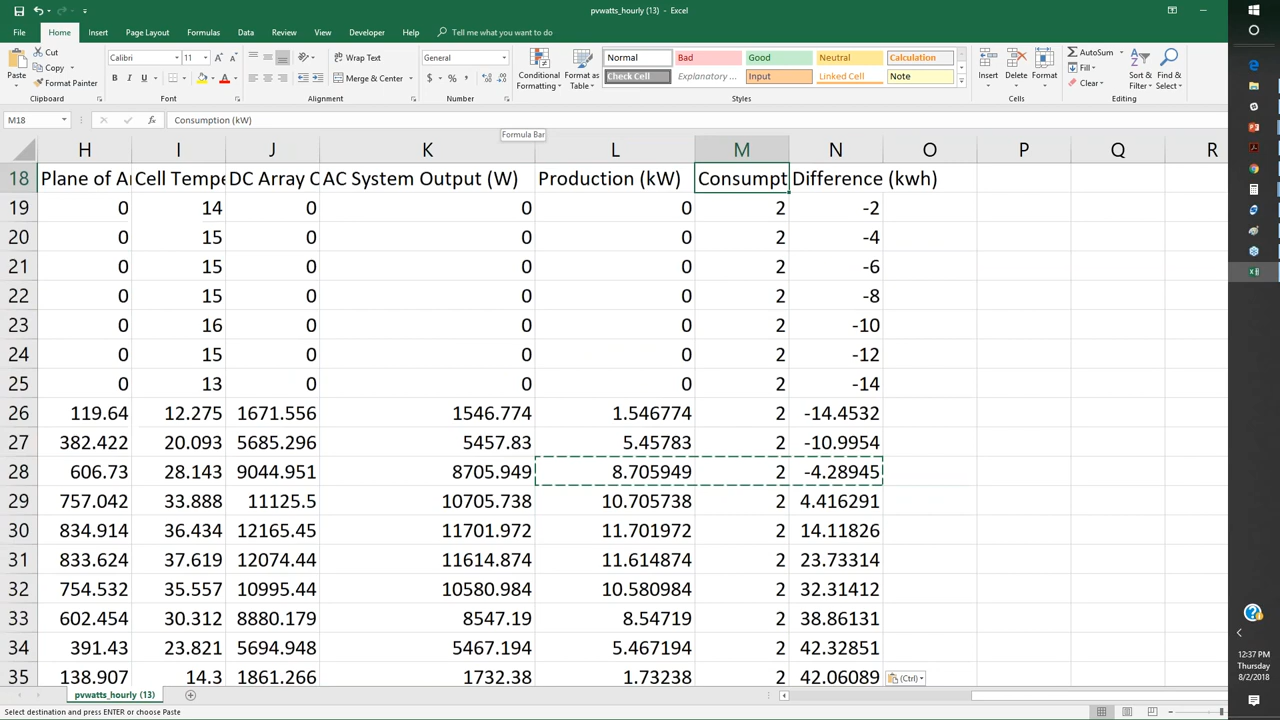 pvwatts_hourly (13) - Excel
File Home Insert Page Layout Formulas Data Review View Developer Help Tell me what you want to do
Paste Cut Copy Format Painter Clipboard
Calibri 11 B I U A Font
Wrap Text Merge & Center Alignment
General $ % , Number
Conditional Formatting Format as Table
Normal Bad Good Neutral Calculation
Check Cell Explanatory ... Input Linked Cell Note
Styles
Insert Delete Format Cells
AutoSum Fill Clear Sort & Filter Find & Select Editing
M18 fx Consumption (kW)
Formula Bar
H I J K L M N O P Q R
18 Plane of Ar Cell Tempe DC Array O AC System Output (W) Production (kW) Consumpt Difference (kwh)
19 0 14 0 0 0 2 -2
20 0 15 0 0 0 2 -4
21 0 15 0 0 0 2 -6
22 0 15 0 0 0 2 -8
23 0 16 0 0 0 2 -10
24 0 15 0 0 0 2 -12
25 0 13 0 0 0 2 -14
26 119.64 12.275 1671.556 1546.774 1.546774 2 -14.4532
27 382.422 20.093 5685.296 5457.83 5.45783 2 -10.9954
28 606.73 28.143 9044.951 8705.949 8.705949 2 -4.28945
29 757.042 33.888 11125.5 10705.738 10.705738 2 4.416291
30 834.914 36.434 12165.45 11701.972 11.701972 2 14.11826
31 833.624 37.619 12074.44 11614.874 11.614874 2 23.73314
32 754.532 35.557 10995.44 10580.984 10.580984 2 32.31412
33 602.454 30.312 8880.179 8547.19 8.54719 2 38.86131
34 391.43 23.821 5694.948 5467.194 5.467194 2 42.32851
35 138.907 14.3 1861.266 1732.38 1.73238 2 42.06089
(Ctrl)
pvwatts_hourly (13)
Select destination and press ENTER or choose Paste
12:37 PM
Thursday
8/2/2018